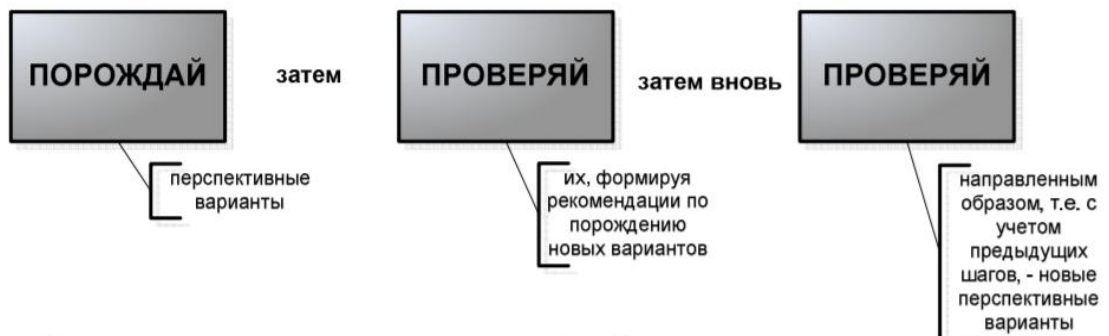 ПОРОЖДАЙ
затем
ПРОВЕРЯЙ
затем вновь
ПРОВЕРЯЙ
перспективные
варианты
их, формируя
рекомендации по
порождению
новых вариантов
направленным
образом, т.е. с
учетом
предыдущих
шагов, - новые
перспективные
варианты